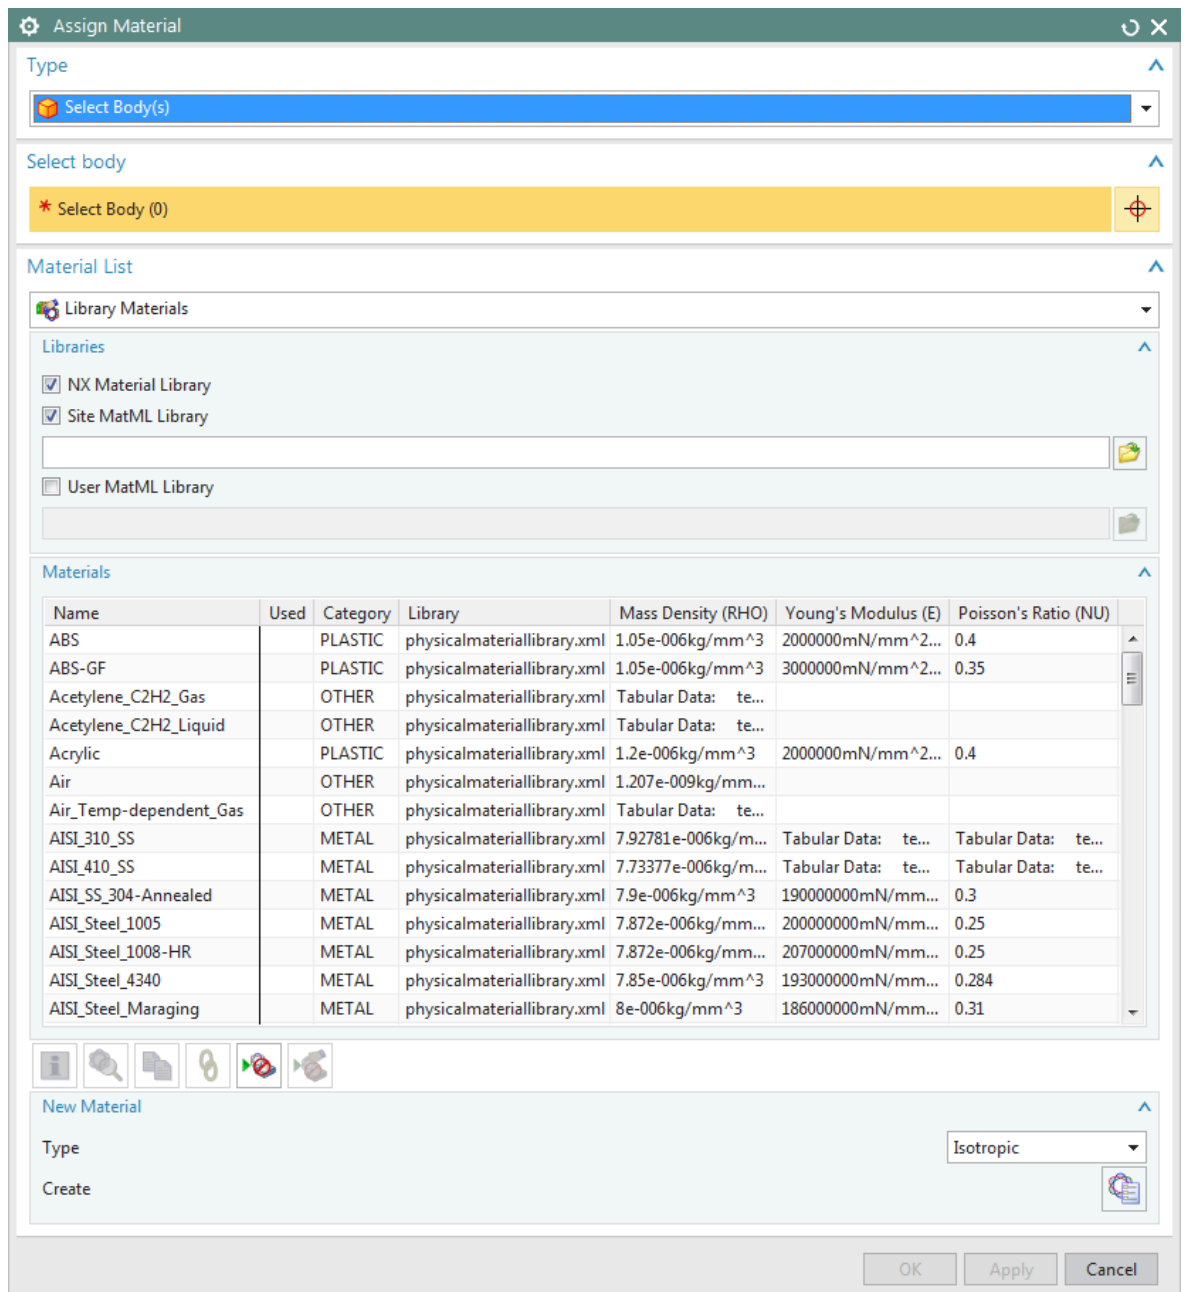 Assign Material
Type
Select Body(s)
Select body
* Select Body (0)
Material List
Library Materials
Libraries
NX Material Library
Site MatML Library
User MatML Library
Materials
Name Used Category Library Mass Density (RHO) Young's Modulus (E) Poisson's Ratio (NU)
ABS PLASTIC physicalmateriallibrary.xml 1.05e-006kg/mm^3 2000000mN/mm^2... 0.4
ABS-GF PLASTIC physicalmateriallibrary.xml 1.05e-006kg/mm^3 3000000mN/mm^2... 0.35
Acetylene_C2H2_Gas OTHER physicalmateriallibrary.xml Tabular Data: te...
Acetylene_C2H2_Liquid OTHER physicalmateriallibrary.xml Tabular Data: te...
Acrylic PLASTIC physicalmateriallibrary.xml 1.2e-006kg/mm^3 2000000mN/mm^2... 0.4
Air OTHER physicalmateriallibrary.xml 1.207e-009kg/mm...
Air_Temp-dependent_Gas OTHER physicalmateriallibrary.xml Tabular Data: te...
AISI_310_SS METAL physicalmateriallibrary.xml 7.92781e-006kg/m... Tabular Data: te... Tabular Data: te...
AISI_410_SS METAL physicalmateriallibrary.xml 7.73377e-006kg/m... Tabular Data: te... Tabular Data: te...
AISI_SS_304-Annealed METAL physicalmateriallibrary.xml 7.9e-006kg/mm^3 190000000mN/mm... 0.3
AISI_Steel_1005 METAL physicalmateriallibrary.xml 7.872e-006kg/mm... 200000000mN/mm... 0.25
AISI_Steel_1008-HR METAL physicalmateriallibrary.xml 7.872e-006kg/mm... 207000000mN/mm... 0.25
AISI_Steel_4340 METAL physicalmateriallibrary.xml 7.85e-006kg/mm^3 193000000mN/mm... 0.284
AISI_Steel_Maraging METAL physicalmateriallibrary.xml 8e-006kg/mm^3 186000000mN/mm... 0.31
New Material
Type Isotropic
Create
OK Apply Cancel